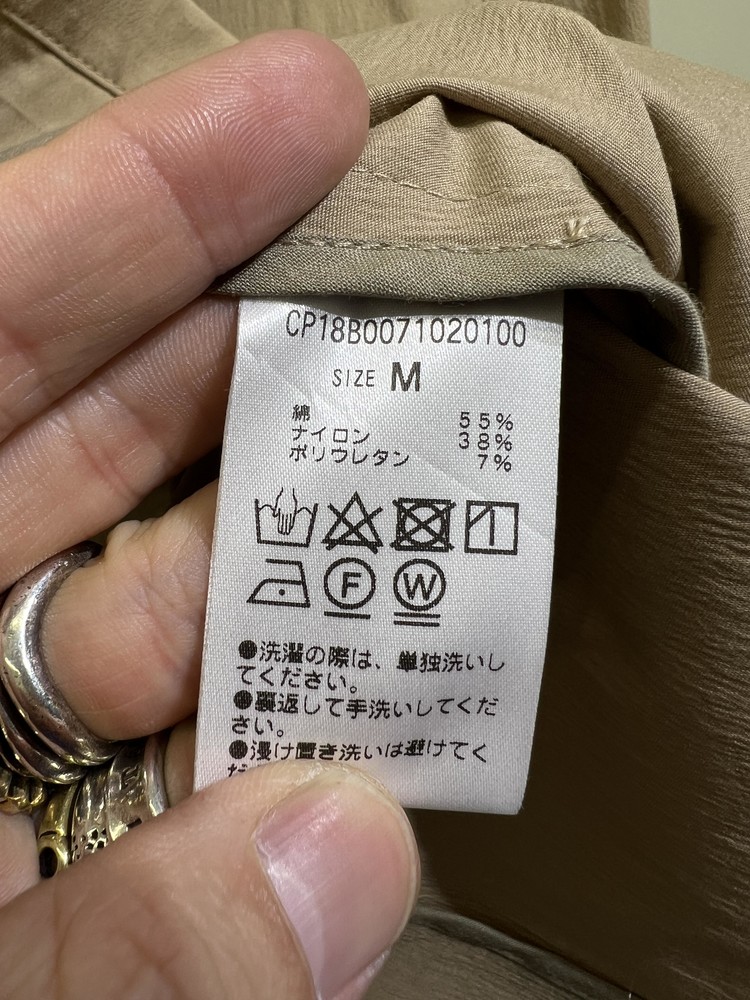 CP18B0071020100
SIZE M
綿 55%
ナイロン 38%
ポリウレタン 7%
F W
●洗濯の際は、単独洗いし
てください。
●裏返して手洗いしてくだ
さい。
●浸け置き洗いは避けてく
だ